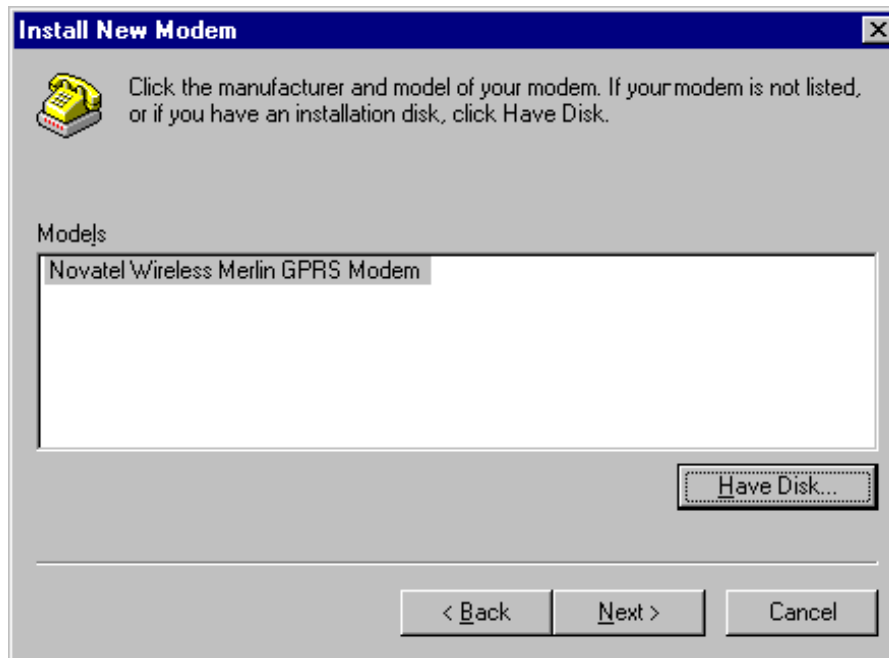 Install New Modem
Click the manufacturer and model of your modem. If your modem is not listed,
or if you have an installation disk, click Have Disk.
Models
Novatel Wireless Merlin GPRS Modem
Have Disk...
< Back
Next >
Cancel